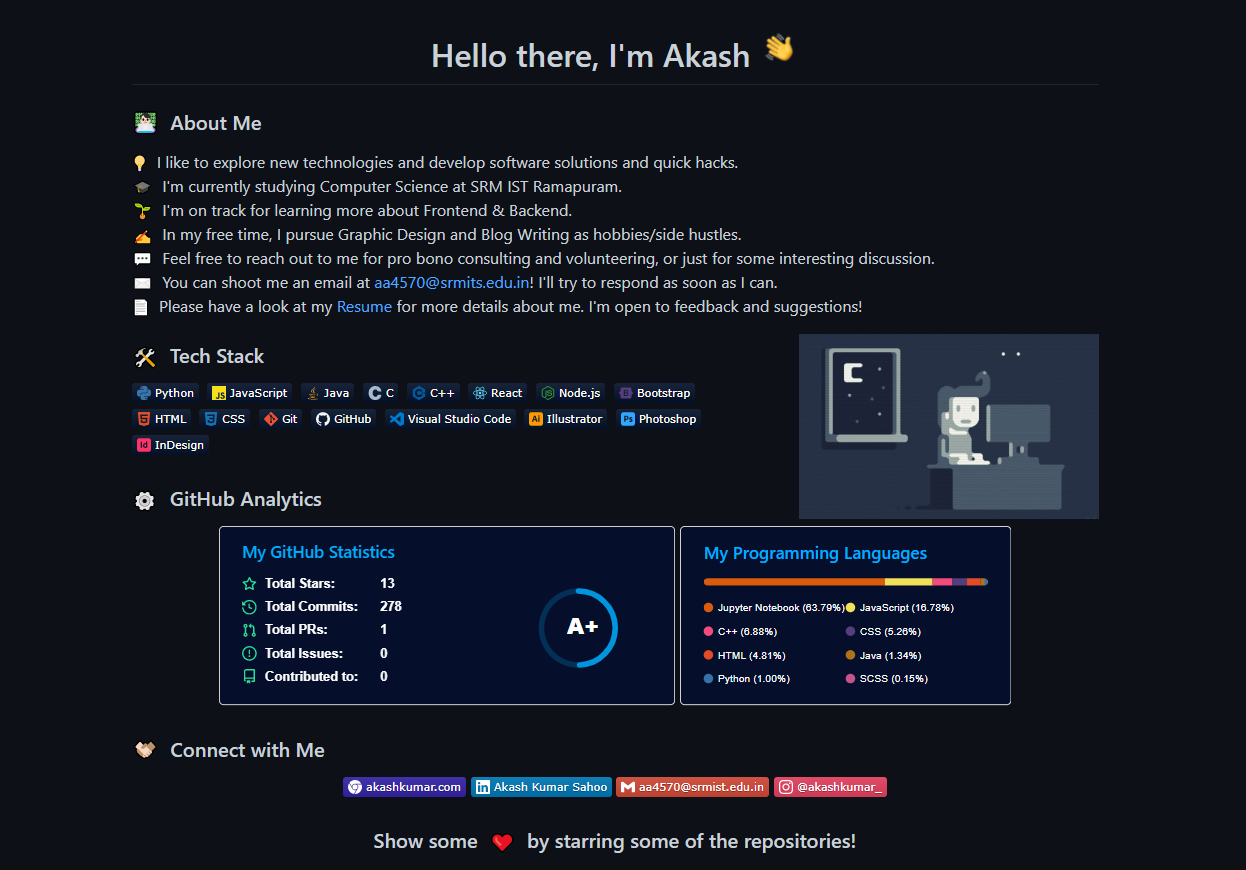 Hello there, I'm Akash
About Me
I like to explore new technologies and develop software solutions and quick hacks.
I'm currently studying Computer Science at SRM IST Ramapuram.
I'm on track for learning more about Frontend & Backend.
In my free time, I pursue Graphic Design and Blog Writing as hobbies/side hustles.
Feel free to reach out to me for pro bono consulting and volunteering, or just for some interesting discussion.
You can shoot me an email at aa4570@srmits.edu.in! I'll try to respond as soon as I can.
Please have a look at my Resume for more details about me. I'm open to feedback and suggestions!
Tech Stack
Python JS JavaScript Java C C++ React Node.js B Bootstrap
HTML CSS Git GitHub Visual Studio Code Ai Illustrator Ps Photoshop
Id InDesign
GitHub Analytics
My GitHub Statistics
Total Stars: 13
Total Commits: 278
Total PRs: 1
Total Issues: 0
Contributed to: 0
A+
My Programming Languages
Jupyter Notebook (63.79%) JavaScript (16.78%)
C++ (6.88%) CSS (5.26%)
HTML (4.81%) Java (1.34%)
Python (1.00%) SCSS (0.15%)
Connect with Me
akashkumar.com in Akash Kumar Sahoo aa4570@srmist.edu.in @akashkumar_
Show some by starring some of the repositories!